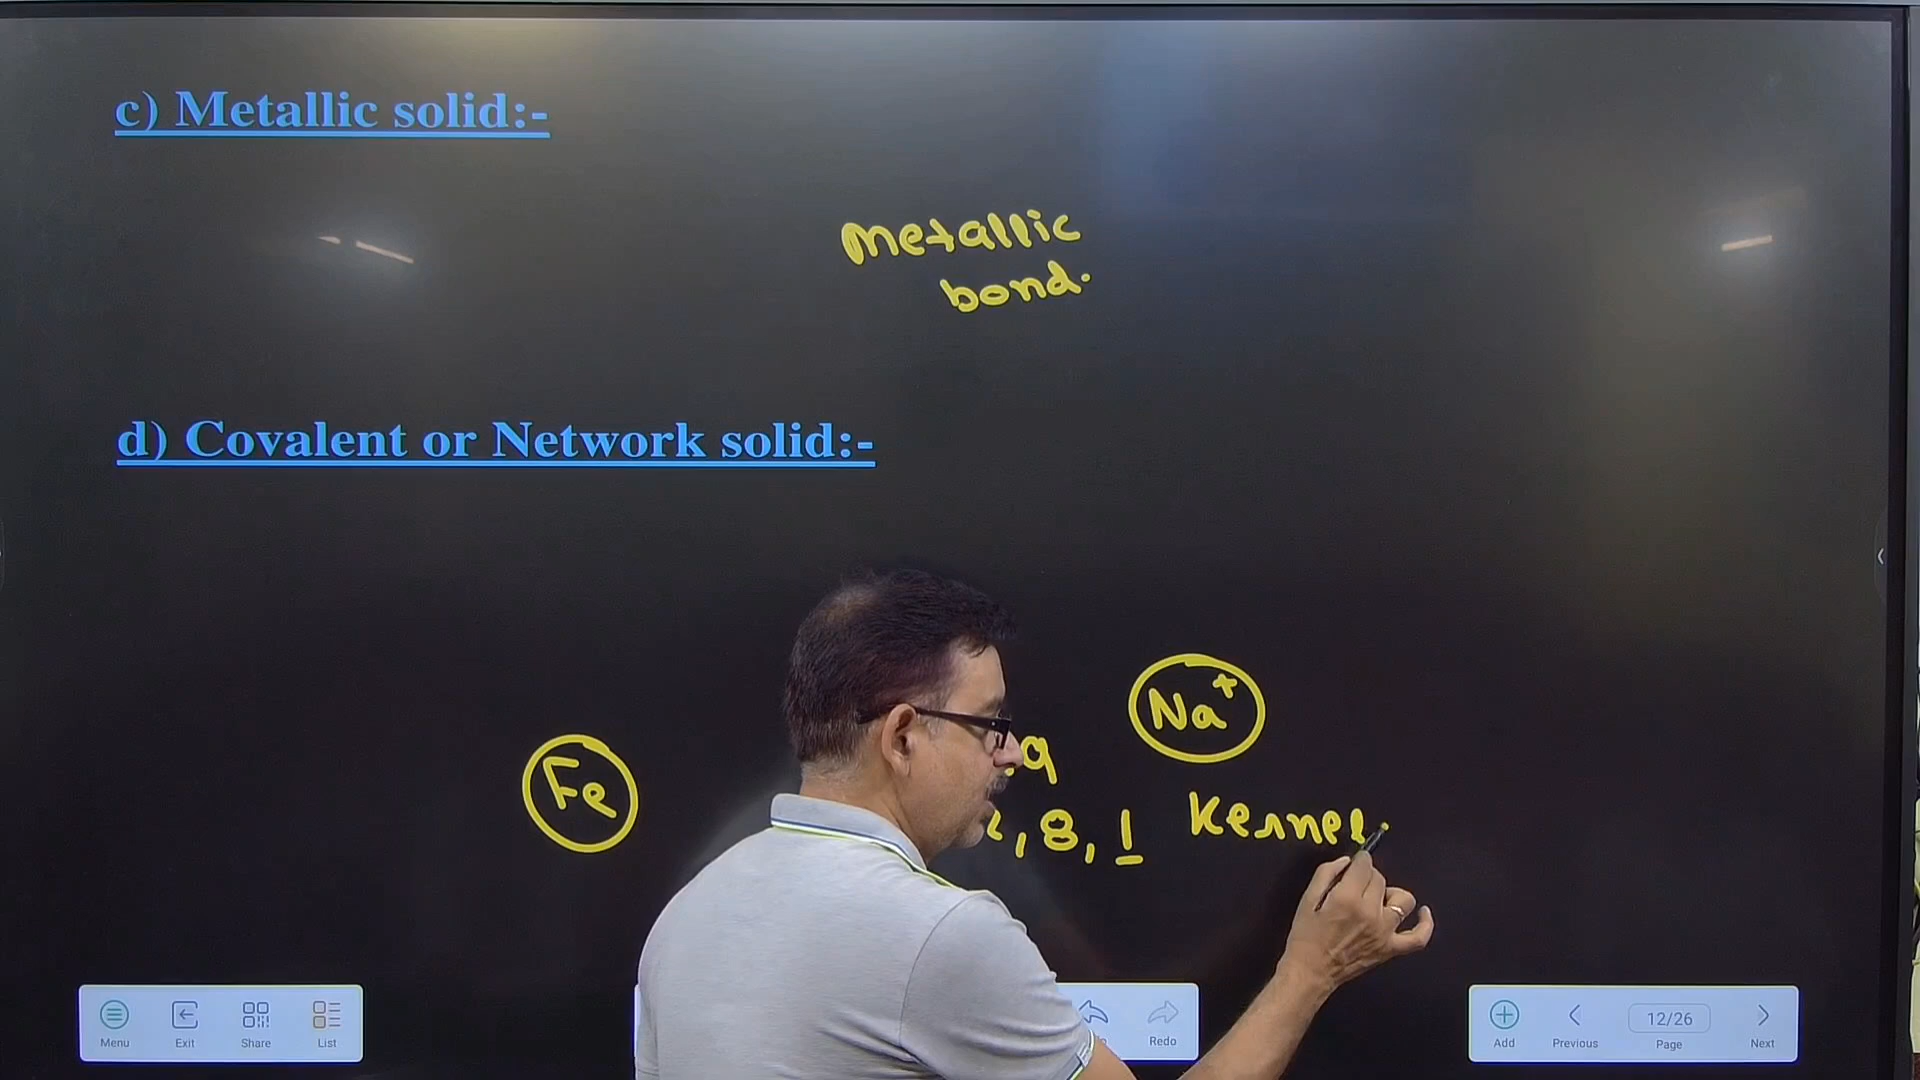 c) Metallic solid:-
Metallic
bond.
d) Covalent or Network solid:-
Na+
Fe
, 8, 1 Kernel
Menu Exit Share List
Redo
Add Previous 12/26 Next
Page